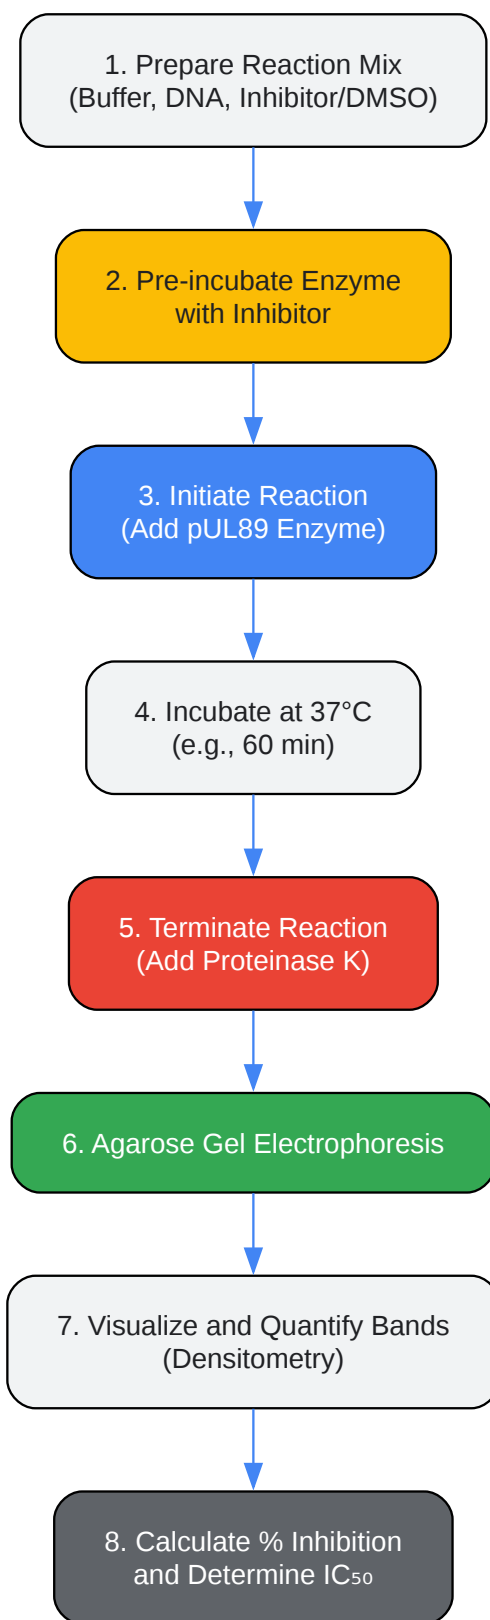 1. Prepare Reaction Mix
(Buffer, DNA, Inhibitor/DMSO)
2. Pre-incubate Enzyme
with Inhibitor
3. Initiate Reaction
(Add pUL89 Enzyme)
4. Incubate at 37°C
(e.g., 60 min)
5. Terminate Reaction
(Add Proteinase K)
6. Agarose Gel Electrophoresis
7. Visualize and Quantify Bands
(Densitometry)
8. Calculate % Inhibition
and Determine IC₅₀